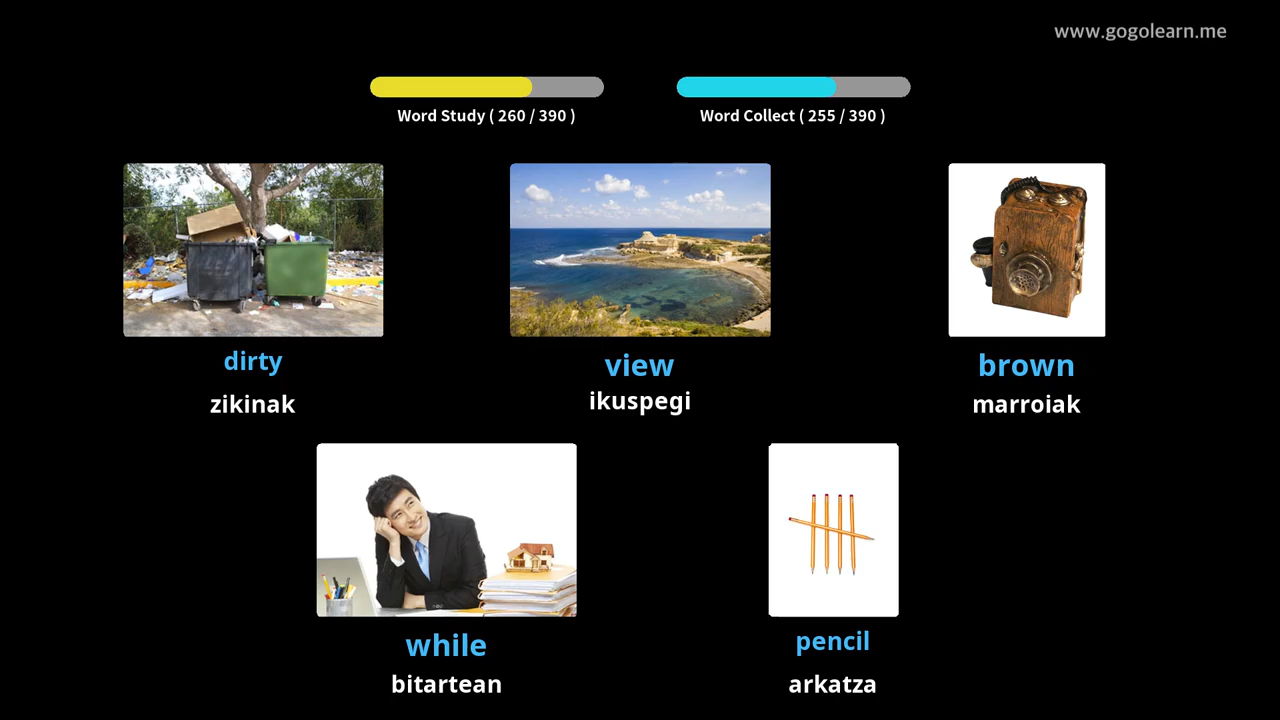 www.gogolearn.me
Word Study ( 260 / 390 )
Word Collect ( 255 / 390 )
dirty
zikinak
view
ikuspegi
brown
marroiak
while
bitartean
pencil
arkatza